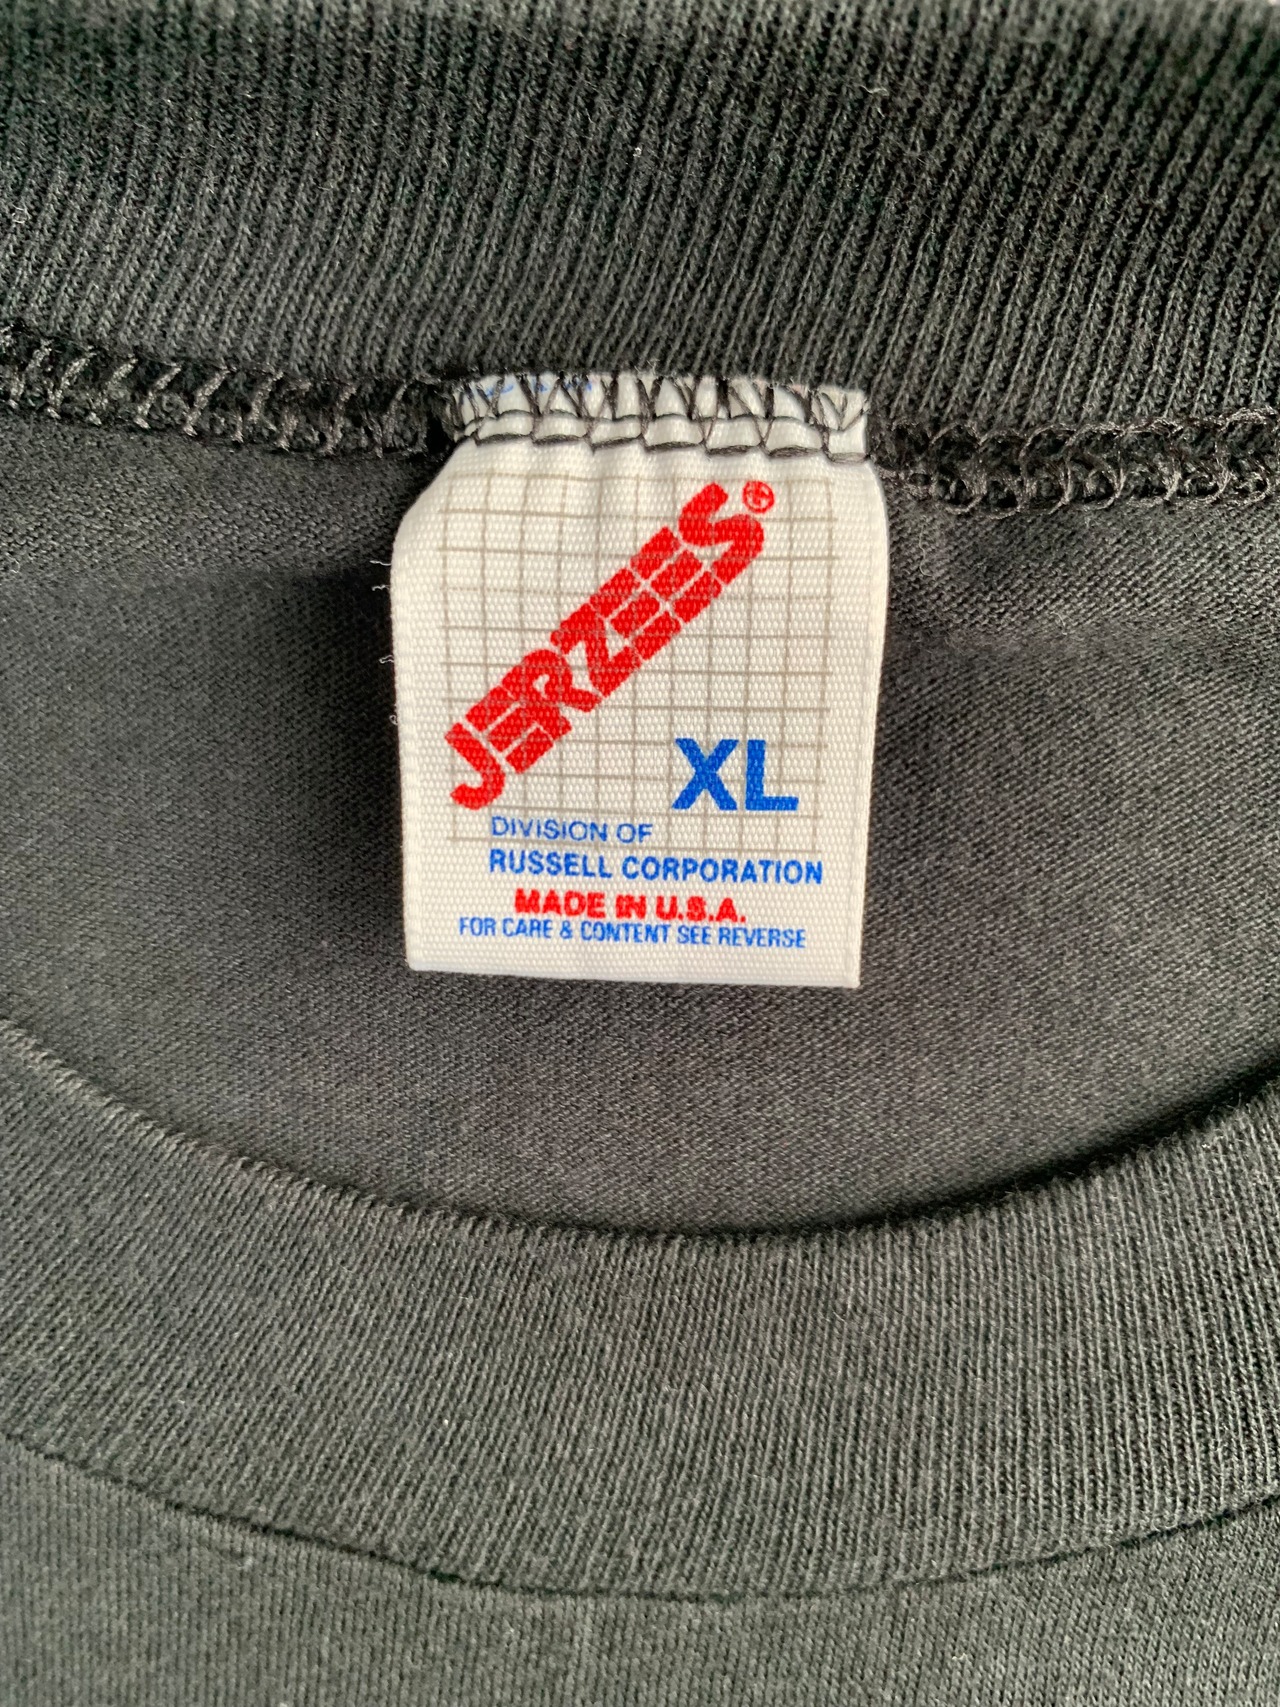 JERZEES®
XL
DIVISION OF
RUSSELL CORPORATION
MADE IN U.S.A.
FOR CARE & CONTENT SEE REVERSE